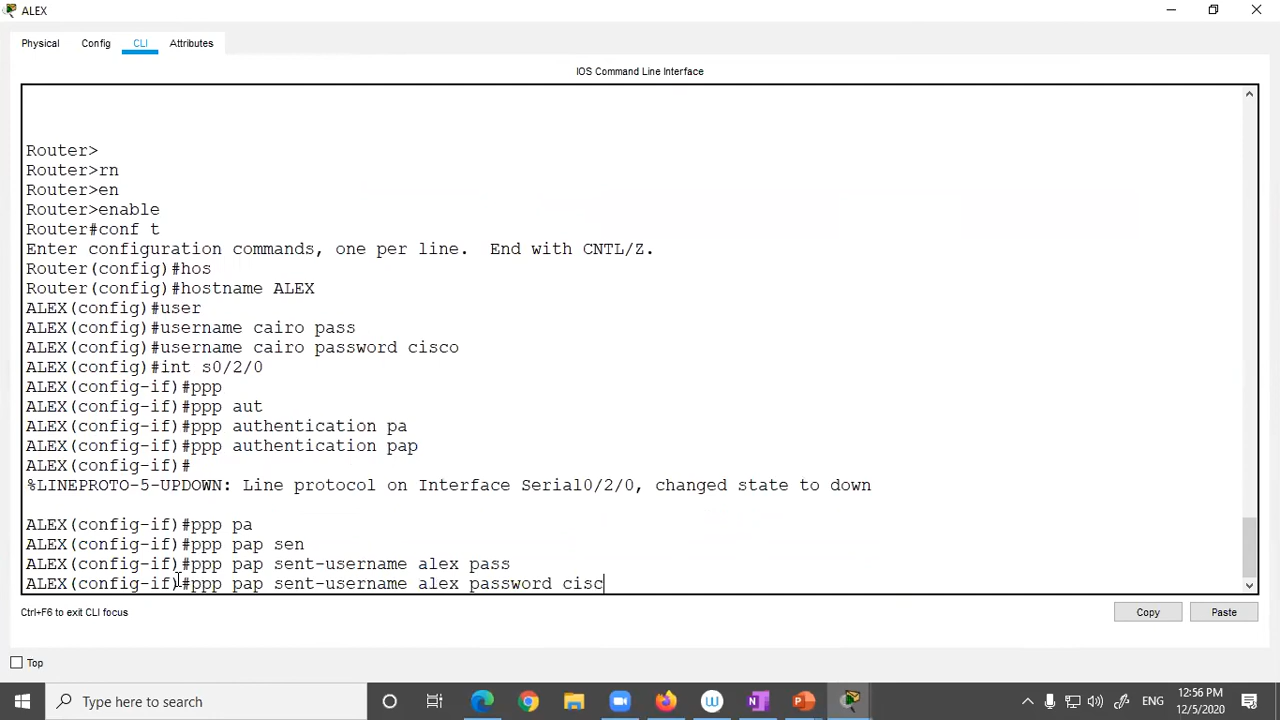 ALEX
Physical Config CLI Attributes
IOS Command Line Interface
Router>
Router>rn
Router>en
Router>enable
Router#conf t
Enter configuration commands, one per line.  End with CNTL/Z.
Router(config)#hos
Router(config)#hostname ALEX
ALEX(config)#user
ALEX(config)#username cairo pass
ALEX(config)#username cairo password cisco
ALEX(config)#int s0/2/0
ALEX(config-if)#ppp
ALEX(config-if)#ppp aut
ALEX(config-if)#ppp authentication pa
ALEX(config-if)#ppp authentication pap
ALEX(config-if)#
%LINEPROTO-5-UPDOWN: Line protocol on Interface Serial0/2/0, changed state to down
ALEX(config-if)#ppp pa
ALEX(config-if)#ppp pap sen
ALEX(config-if)#ppp pap sent-username alex pass
ALEX(config-if)#ppp pap sent-username alex password cisc
Ctrl+F6 to exit CLI focus
Copy Paste
Top
Type here to search
ENG
12:56 PM
12/5/2020